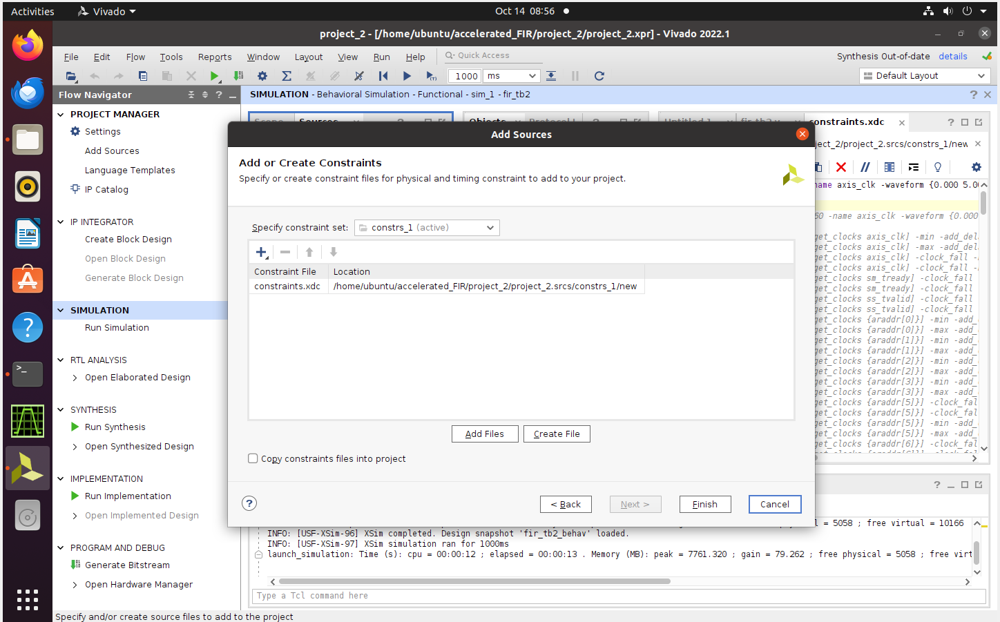 Activities
Vivado
Oct 14 08:56
project_2 - [/home/ubuntu/accelerated_FIR/project_2/project_2.xpr] - Vivado 2022.1
File Edit Flow Tools Reports Window Layout View Run Help
Quick Access
Synthesis Out-of-date details
1000 ms
Default Layout
Flow Navigator
SIMULATION - Behavioral Simulation - Functional - sim_1 - fir_tb2
PROJECT MANAGER
Settings
Add Sources
Language Templates
IP Catalog
IP INTEGRATOR
Create Block Design
Open Block Design
Generate Block Design
SIMULATION
Run Simulation
RTL ANALYSIS
Open Elaborated Design
SYNTHESIS
Run Synthesis
Open Synthesized Design
IMPLEMENTATION
Run Implementation
Open Implemented Design
PROGRAM AND DEBUG
Generate Bitstream
Open Hardware Manager
Add Sources
Add or Create Constraints
Specify or create constraint files for physical and timing constraint to add to your project.
Specify constraint set: constrs_1 (active)
Constraint File Location
constraints.xdc /home/ubuntu/accelerated_FIR/project_2/project_2.srcs/constrs_1/new
Add Files Create File
Copy constraints files into project
< Back Next > Finish Cancel
constraints.xdc
ject_2/project_2.srcs/constrs_1/new
name axis_clk -waveform {0.000 5.00
60 -name axis_clk -waveform {0.000
get_clocks axis_clk] -min -add_del
get_clocks axis_clk] -max -add_del
get_clocks axis_clk] -clock_fall -
get_clocks axis_clk] -clock_fall -
get_clocks sm_tready] -clock_fall
get_clocks sm_tready] -clock_fall
get_clocks ss_tvalid] -clock_fall
get_clocks ss_tvalid] -clock_fall
get_clocks {araddr[0]}] -min -add_
get_clocks {araddr[0]}] -max -add_
get_clocks {araddr[1]}] -min -add_
get_clocks {araddr[1]}] -max -add_
get_clocks {araddr[2]}] -min -add_
get_clocks {araddr[2]}] -max -add_
get_clocks {araddr[3]}] -min -add_
get_clocks {araddr[3]}] -max -add_
get_clocks {araddr[5]}] -clock_fal
get_clocks {araddr[5]}] -clock_fal
get_clocks {araddr[5]}] -min -add_
get_clocks {araddr[5]}] -max -add_
get_clocks {araddr[6]}] -clock_fal
= 5058 ; free virtual = 10166
INFO: [USF-XSim-96] XSim completed. Design snapshot 'fir_tb2_behav' loaded.
INFO: [USF-XSim-97] XSim simulation ran for 1000ms
launch_simulation: Time (s): cpu = 00:00:12 ; elapsed = 00:00:13 . Memory (MB): peak = 7761.320 ; gain = 79.262 ; free physical = 5058 ; free virt
Type a Tcl command here
Specify and/or create source files to add to the project